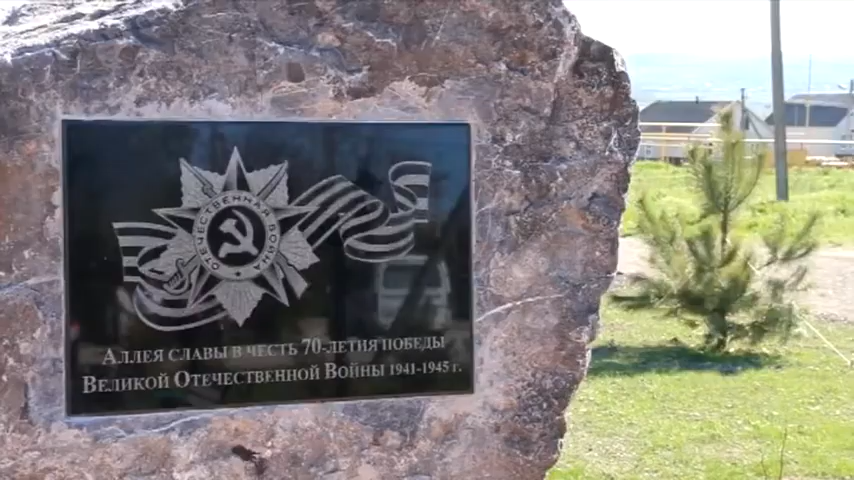 ОТЕЧЕСТВЕННАЯ ВОЙНА
АЛЛЕЯ СЛАВЫ В ЧЕСТЬ 70-ЛЕТИЯ ПОБЕДЫ
ВЕЛИКОЙ ОТЕЧЕСТВЕННОЙ ВОЙНЫ 1941-1945 г.